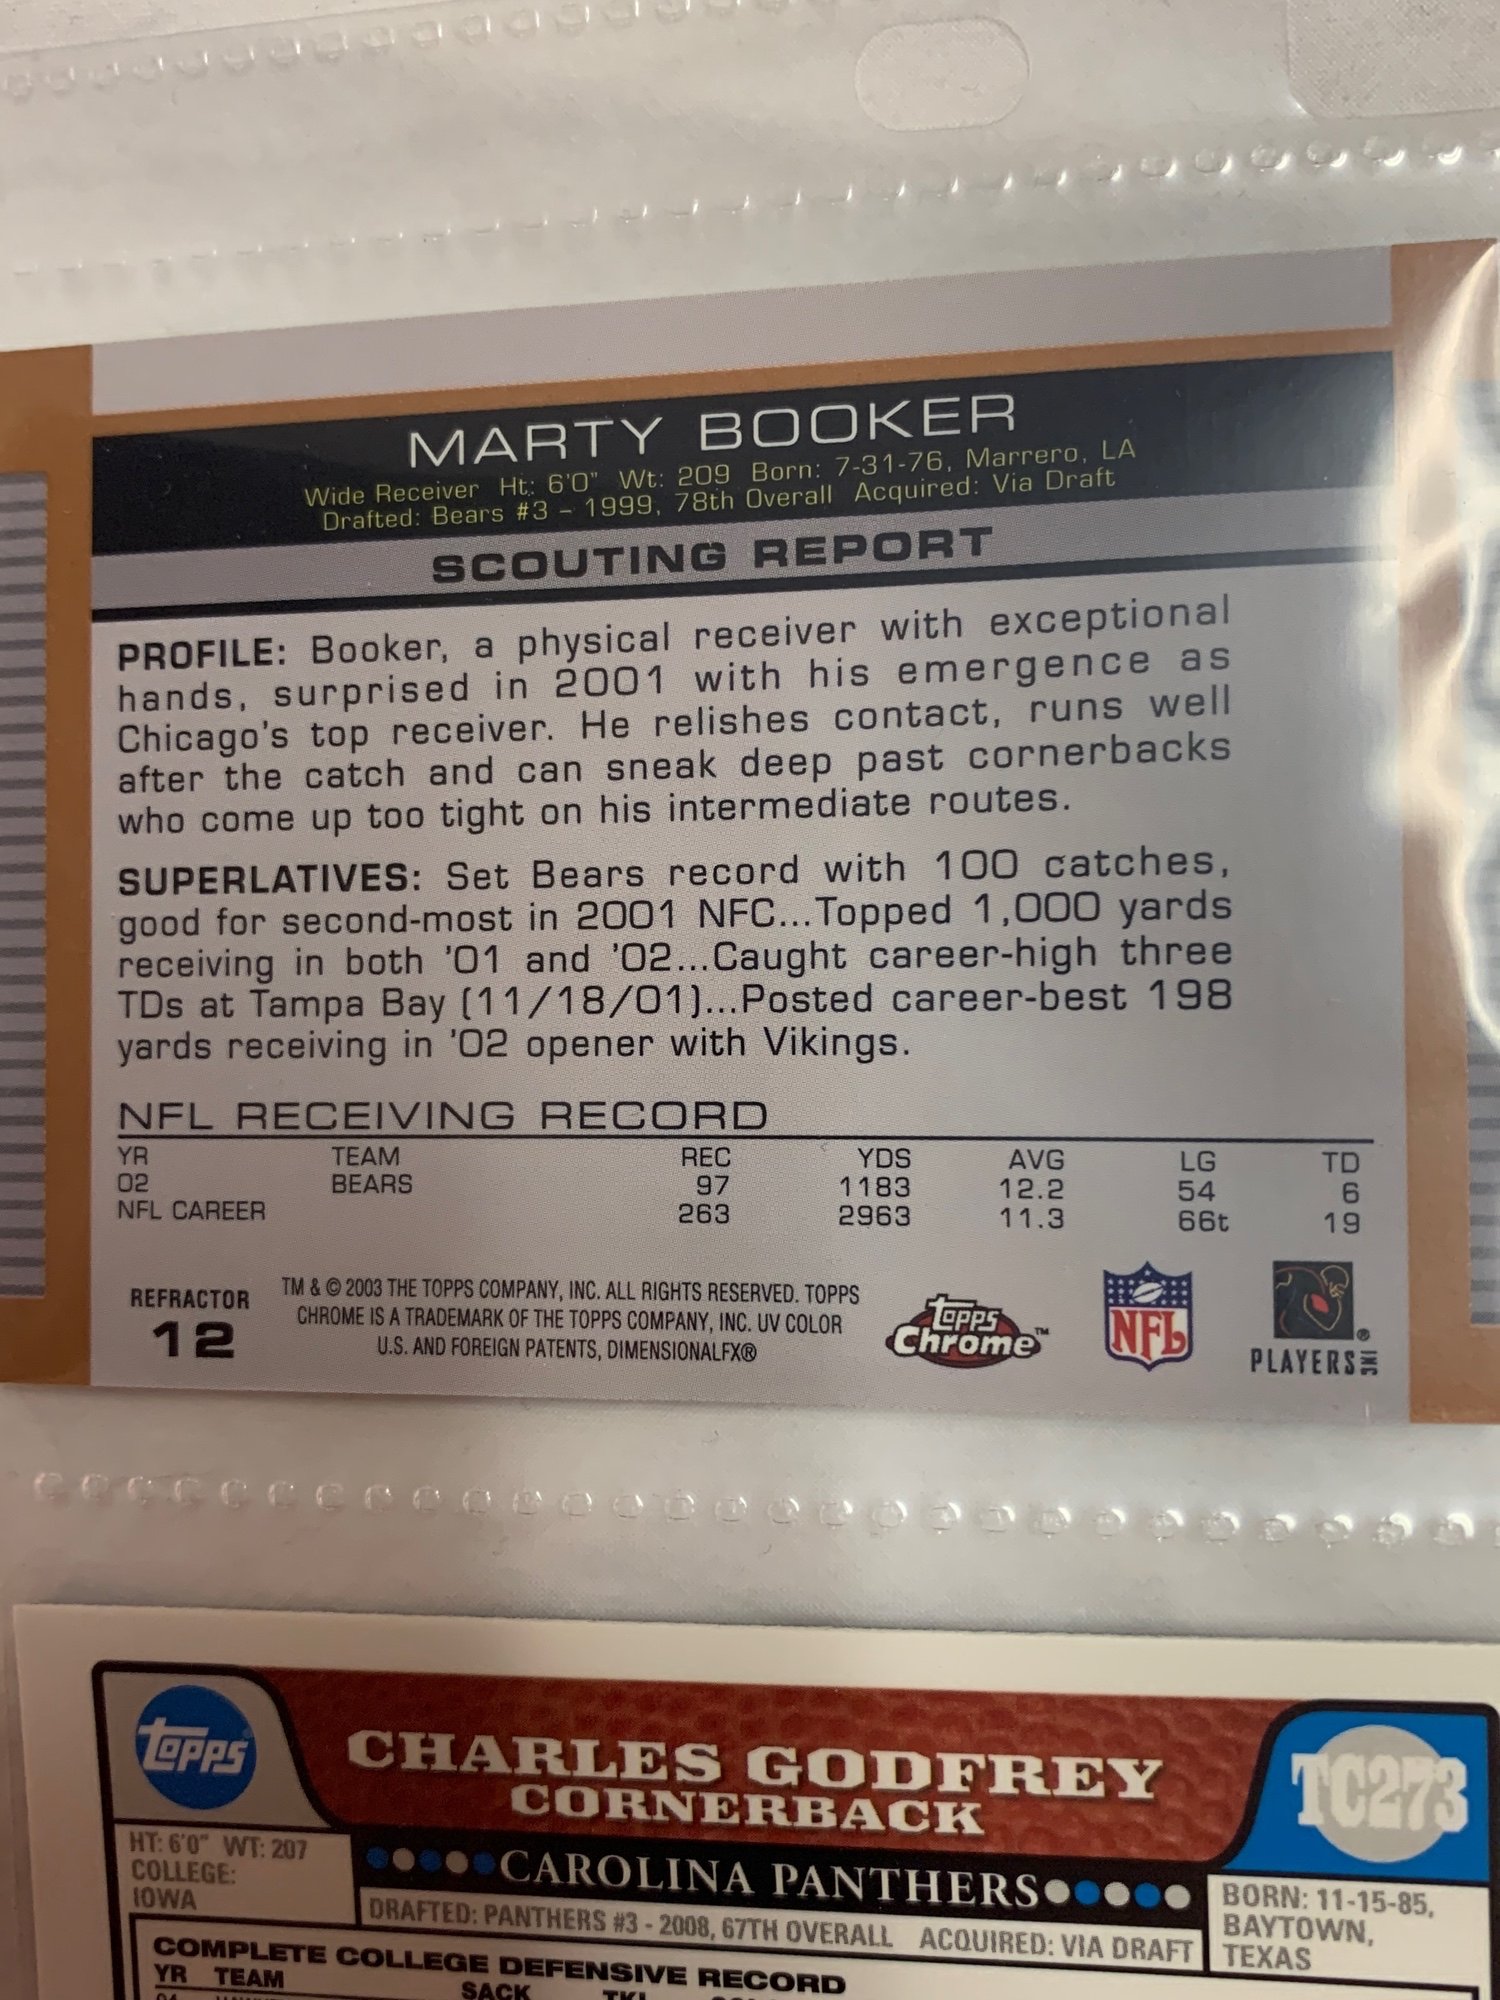 MARTY BOOKER
Wide Receiver Ht: 6'0" Wt: 209 Born: 7-31-76, Marrero, LA
Drafted: Bears #3 – 1999, 78th Overall Acquired: Via Draft
SCOUTING REPORT
PROFILE: Booker, a physical receiver with exceptional
hands, surprised in 2001 with his emergence as
Chicago's top receiver. He relishes contact, runs well
after the catch and can sneak deep past cornerbacks
who come up too tight on his intermediate routes.
SUPERLATIVES: Set Bears record with 100 catches,
good for second-most in 2001 NFC...Topped 1,000 yards
receiving in both '01 and '02...Caught career-high three
TDs at Tampa Bay (11/18/01)...Posted career-best 198
yards receiving in '02 opener with Vikings.
NFL RECEIVING RECORD
YR TEAM REC YDS AVG LG TD
02 BEARS 97 1183 12.2 54 6
NFL CAREER 263 2963 11.3 66t 19
REFRACTOR
12
TM & © 2003 THE TOPPS COMPANY, INC. ALL RIGHTS RESERVED. TOPPS
CHROME IS A TRADEMARK OF THE TOPPS COMPANY, INC. UV COLOR
U.S. AND FOREIGN PATENTS, DIMENSIONALFX®
Topps
Chrome™
NFL
®
PLAYERS INC
Topps
CHARLES GODFREY
CORNERBACK
TC273
HT: 6'0" WT: 207
COLLEGE:
IOWA
CAROLINA PANTHERS
DRAFTED: PANTHERS #3 - 2008, 67TH OVERALL ACQUIRED: VIA DRAFT
BORN: 11-15-85,
BAYTOWN,
TEXAS
COMPLETE COLLEGE DEFENSIVE RECORD
YR TEAM SACK